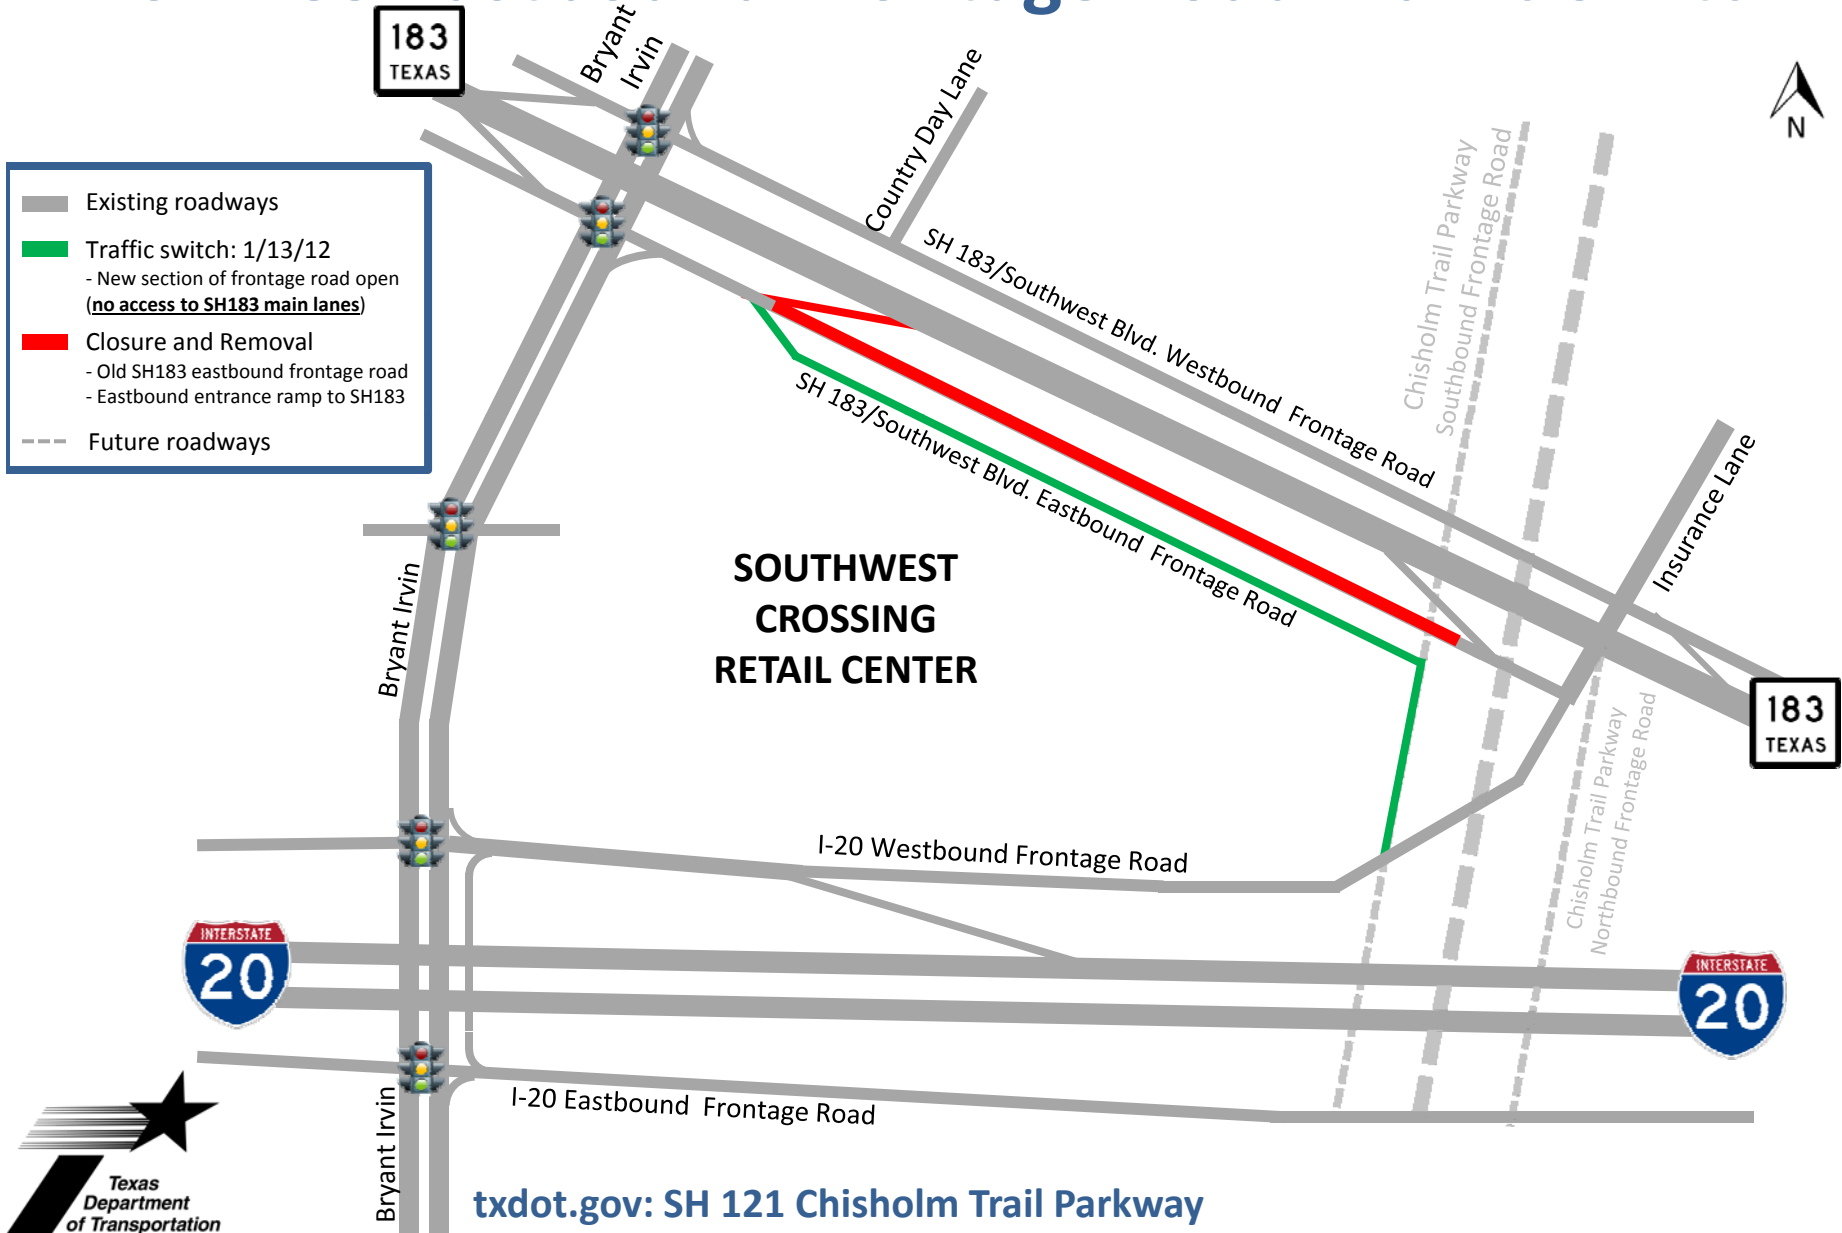 183
TEXAS
Bryant
Irvin
Country Day Lane
N
Existing roadways
Traffic switch: 1/13/12
- New section of frontage road open
(no access to SH183 main lanes)
Closure and Removal
- Old SH183 eastbound frontage road
- Eastbound entrance ramp to SH183
Future roadways
SH 183/Southwest Blvd. Westbound Frontage Road
Chisholm Trail Parkway
Southbound Frontage Road
Insurance Lane
SH 183/Southwest Blvd. Eastbound Frontage Road
SOUTHWEST
CROSSING
RETAIL CENTER
Bryant Irvin
183
TEXAS
Chisholm Trail Parkway
Northbound Frontage Road
I-20 Westbound Frontage Road
INTERSTATE
20
INTERSTATE
20
I-20 Eastbound Frontage Road
Bryant Irvin
Texas
Department
of Transportation
txdot.gov: SH 121 Chisholm Trail Parkway